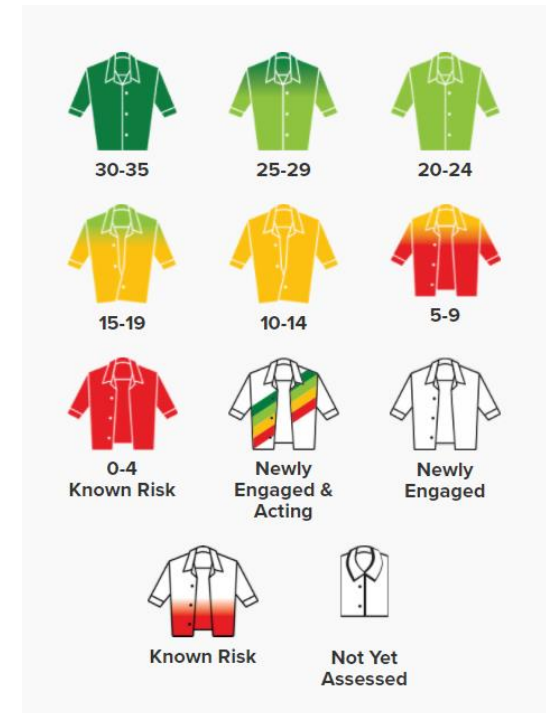 30-35
25-29
20-24
15-19
10-14
5-9
0-4
Known Risk
Newly
Engaged &
Acting
Newly
Engaged
Known Risk
Not Yet
Assessed